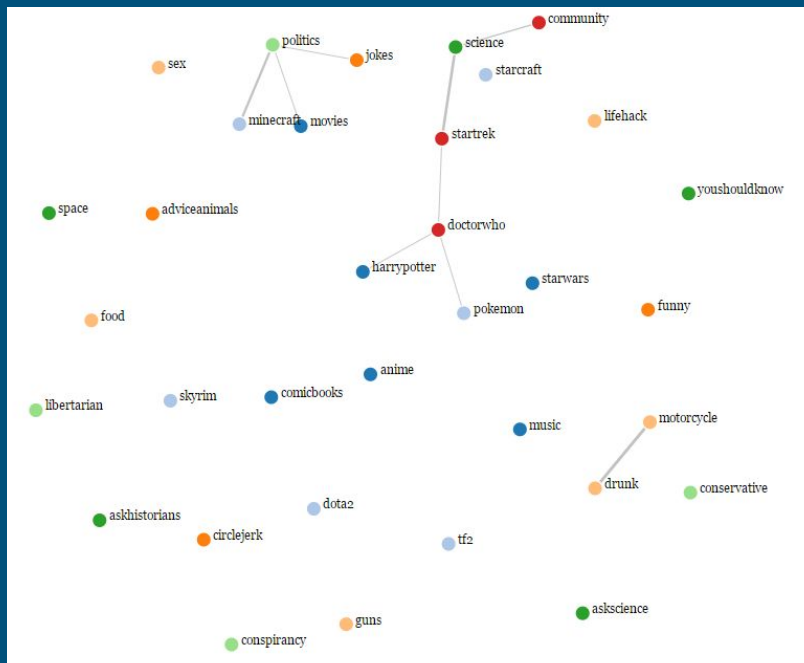 community
politics
science
jokes
sex
starcraft
lifehack
minecraft
movies
startrek
youshouldknow
space
adviceanimals
doctorwho
harrypotter
starwars
pokemon
funny
food
anime
skyrim
comicbooks
libertarian
motorcycle
music
drunk
conservative
dota2
askhistorians
circlejerk
tf2
askscience
guns
conspirancy